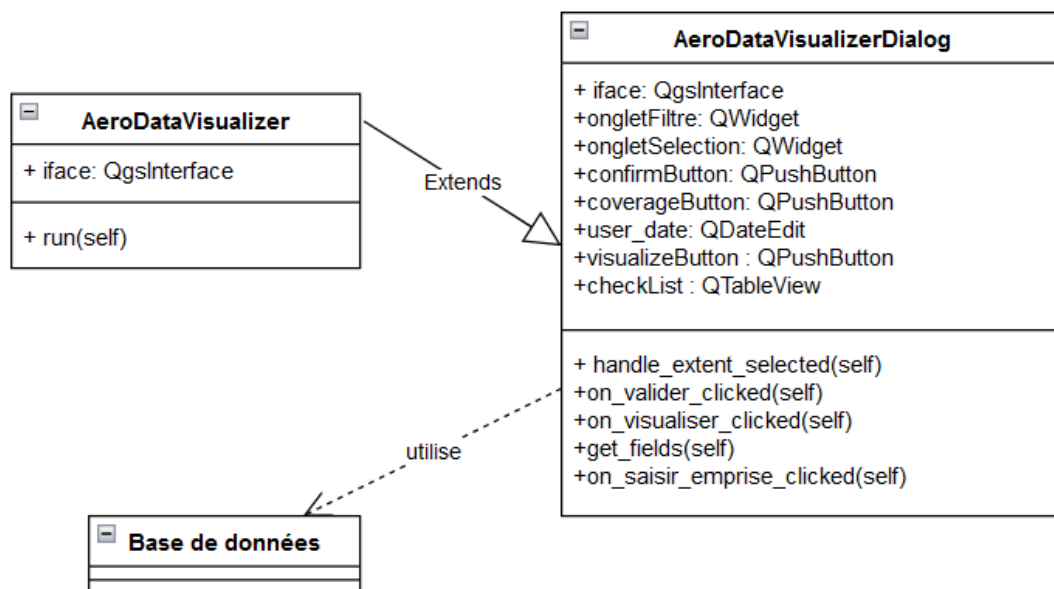 AeroDataVisualizer
+ iface: QgsInterface
+ run(self)
Extends
AeroDataVisualizerDialog
+ iface: QgsInterface
+ongletFiltre: QWidget
+ongletSelection: QWidget
+confirmButton: QPushButton
+coverageButton: QPushButton
+user_date: QDateEdit
+visualizeButton : QPushButton
+checkList : QTableView
+ handle_extent_selected(self)
+on_valider_clicked(self)
+on_visualiser_clicked(self)
+get_fields(self)
+on_saisir_emprise_clicked(self)
utilise
Base de données